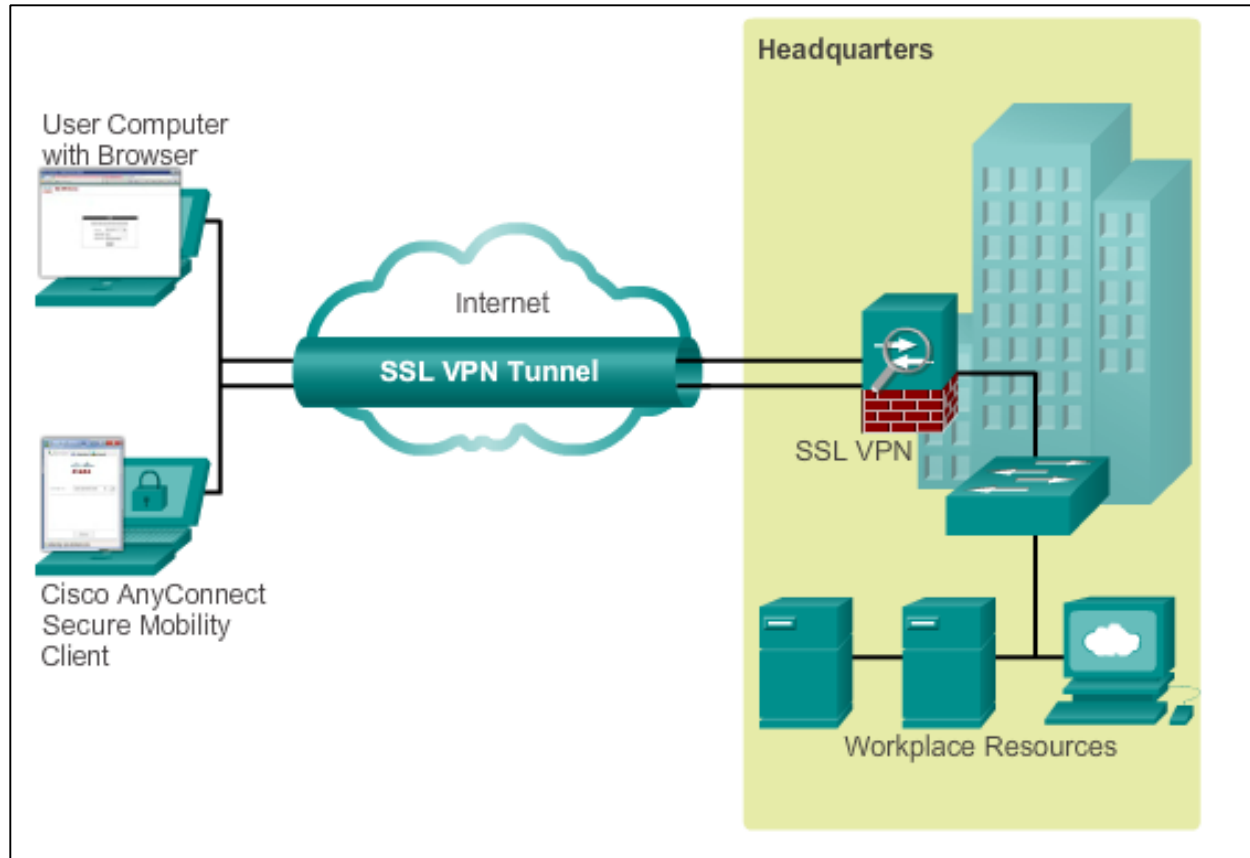 Headquarters
User Computer
with Browser
Internet
SSL VPN Tunnel
SSL VPN
Cisco AnyConnect
Secure Mobility
Client
Workplace Resources